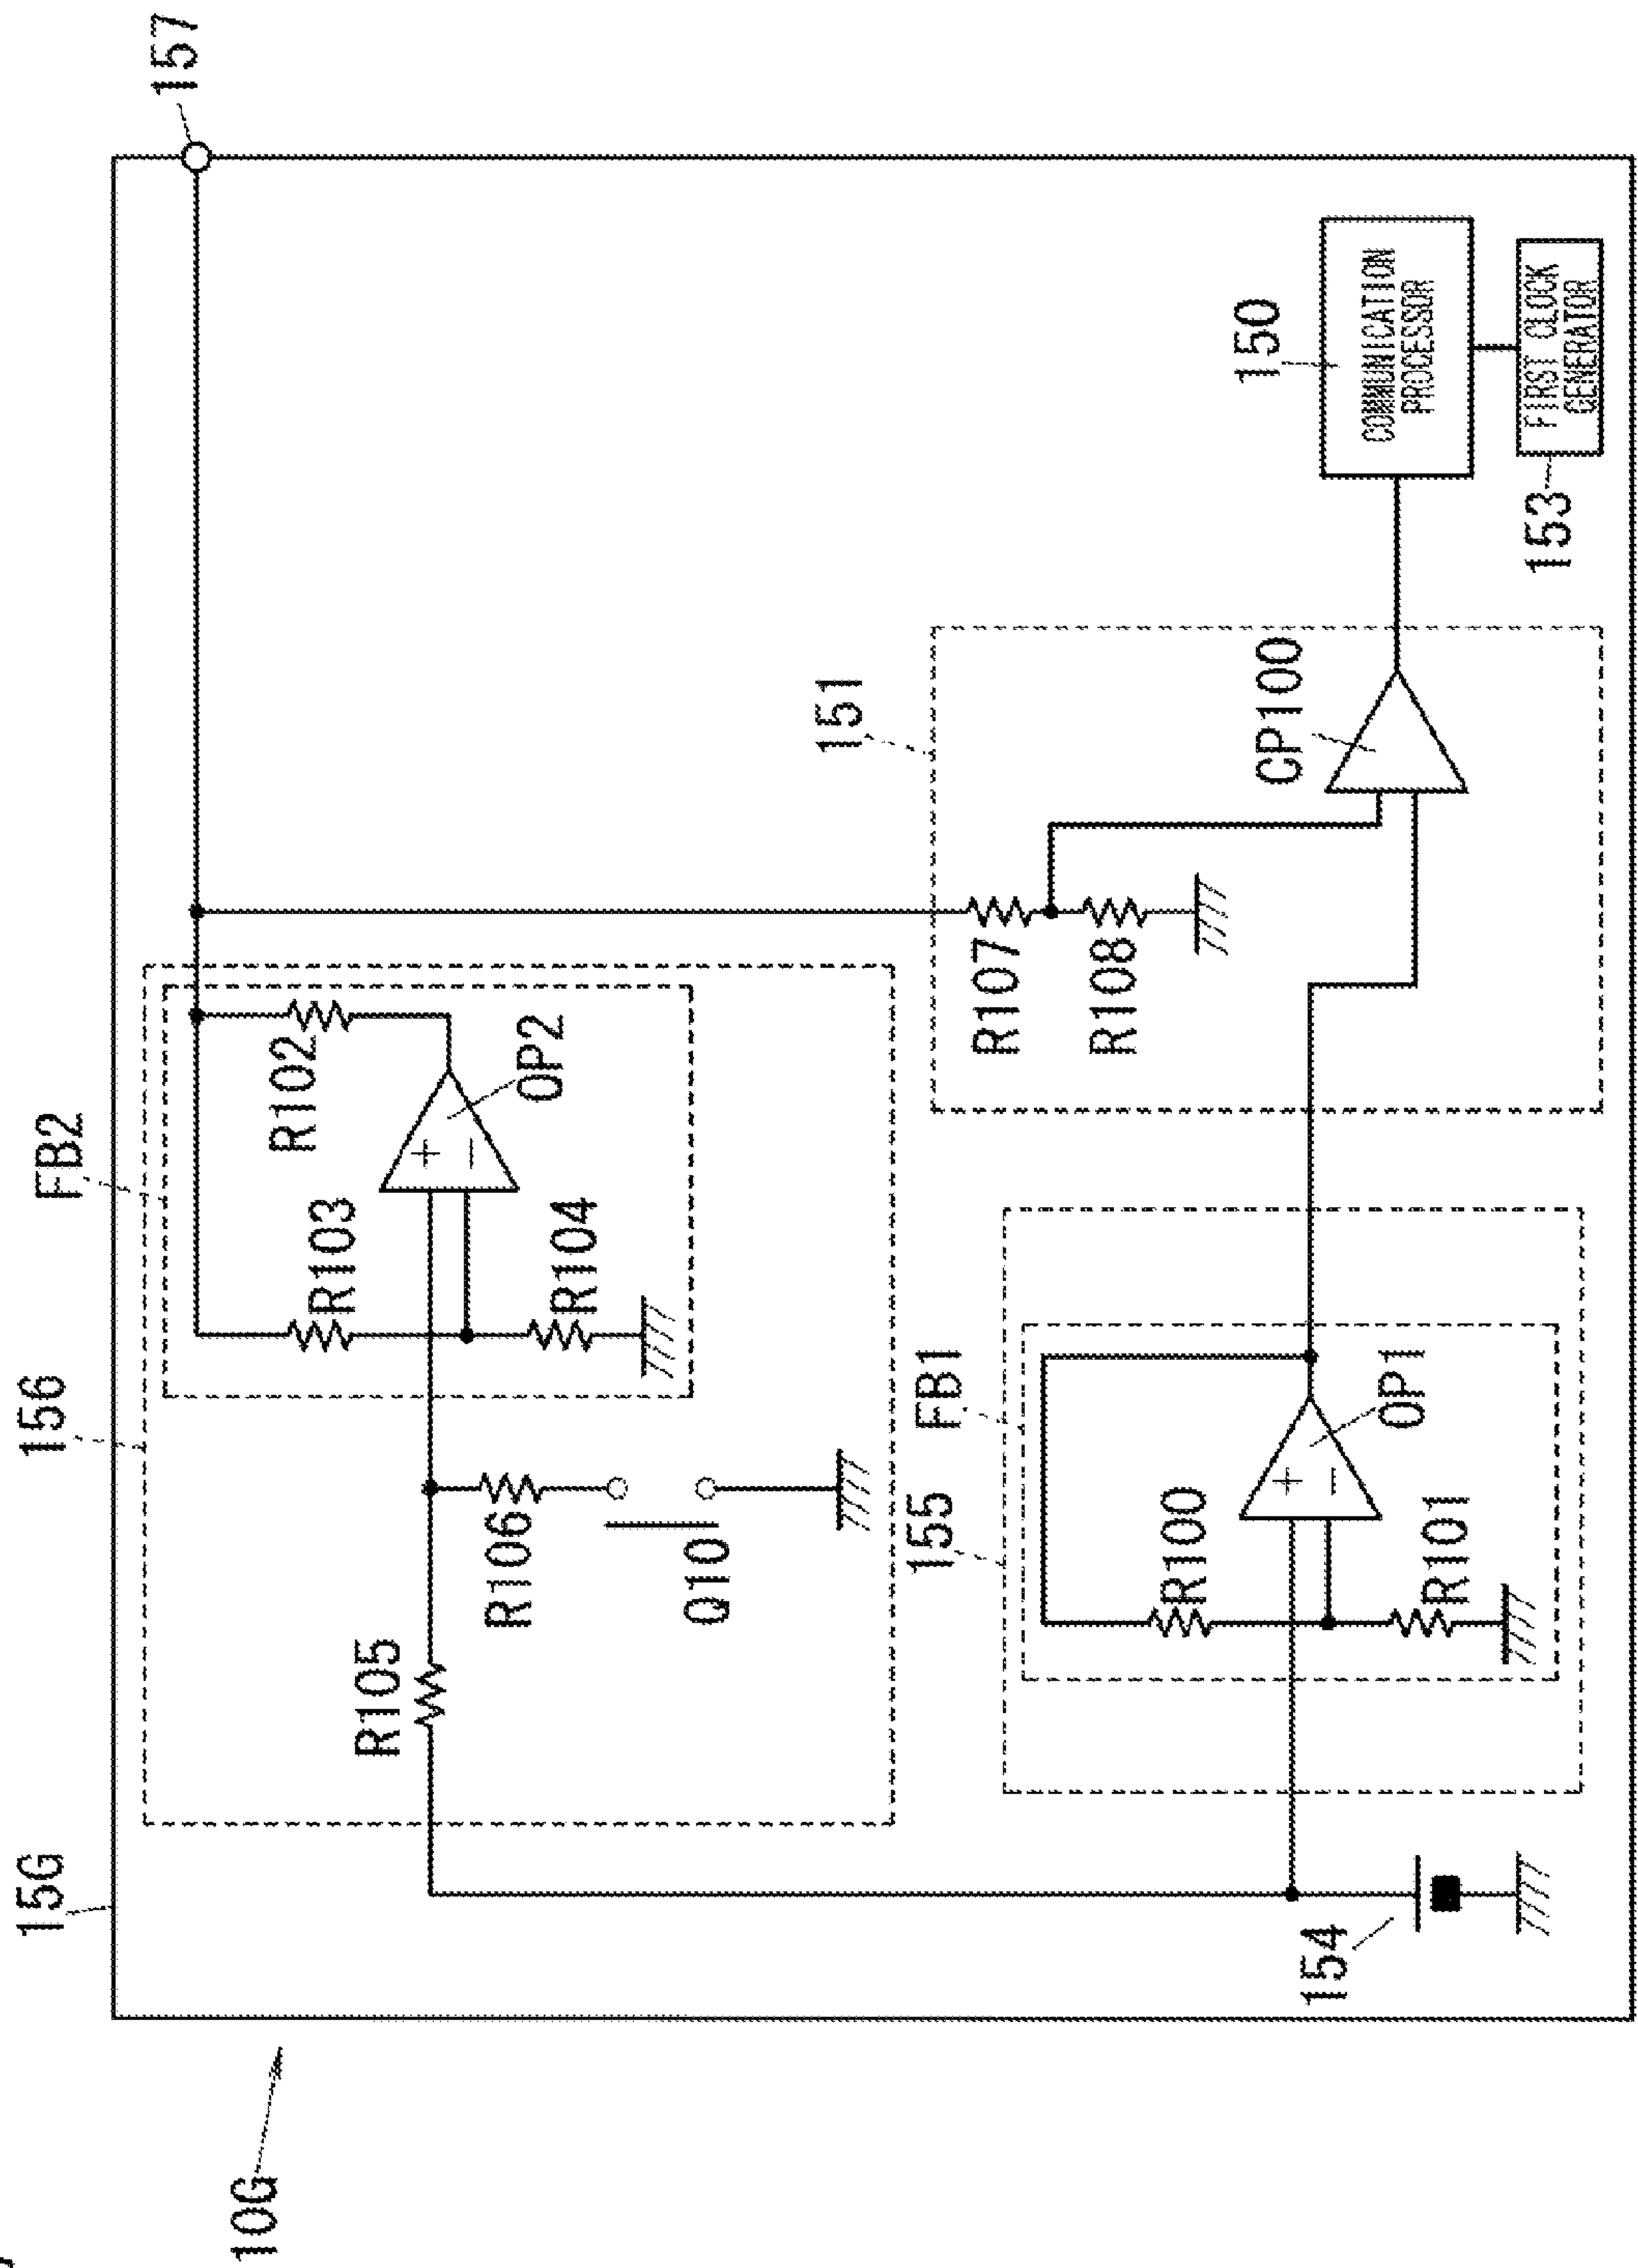 10G
15G
156
FB2
157
R105
R106
Q10
R103
R104
R102
+
−
OP2
155
FB1
R100
R101
+
−
OP1
154
151
R107
R108
CP100
150
COMMUNICATION
PROCESSOR
FIRST CLOCK
GENERATOR
153